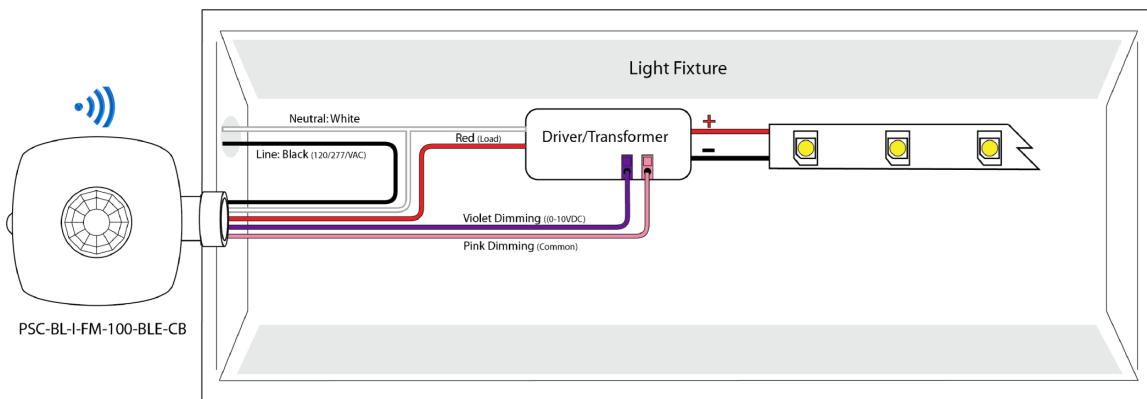 Light Fixture
Neutral: White
Line: Black (120/277/VAC)
Red (Load)
Driver/Transformer
+
-
Violet Dimming ((0-10VDC)
Pink Dimming (Common)
PSC-BL-I-FM-100-BLE-CB